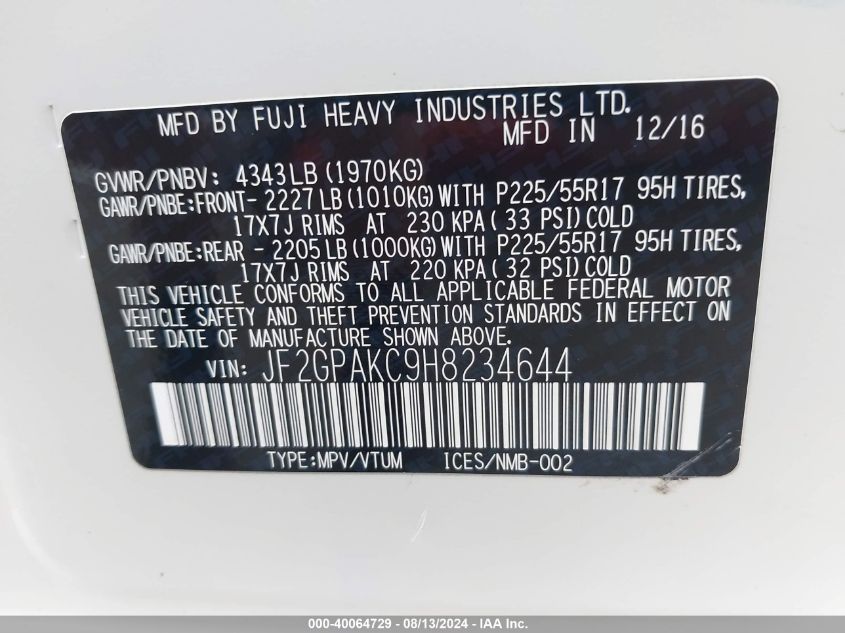 MFD BY FUJI HEAVY INDUSTRIES LTD.
MFD IN 12/16
GVWR/PNBV: 4343LB (1970KG)
GAWR/PNBE:FRONT- 2227 LB (1010KG) WITH P225/55R17 95H TIRES,
17X7J RIMS AT 230 KPA ( 33 PSI) COLD
GAWR/PNBE:REAR - 2205 LB (1000KG) WITH P225/55R17 95H TIRES,
17X7J RIMS AT 220 KPA ( 32 PSI) COLD
THIS VEHICLE CONFORMS TO ALL APPLICABLE FEDERAL MOTOR
VEHICLE SAFETY AND THEFT PREVENTION STANDARDS IN EFFECT ON
THE DATE OF MANUFACTURE SHOWN ABOVE.
VIN: JF2GPAKC9H8234644
TYPE:MPV/VTUM ICES/NMB-002
000-40064729 - 08/13/2024 - IAA Inc.